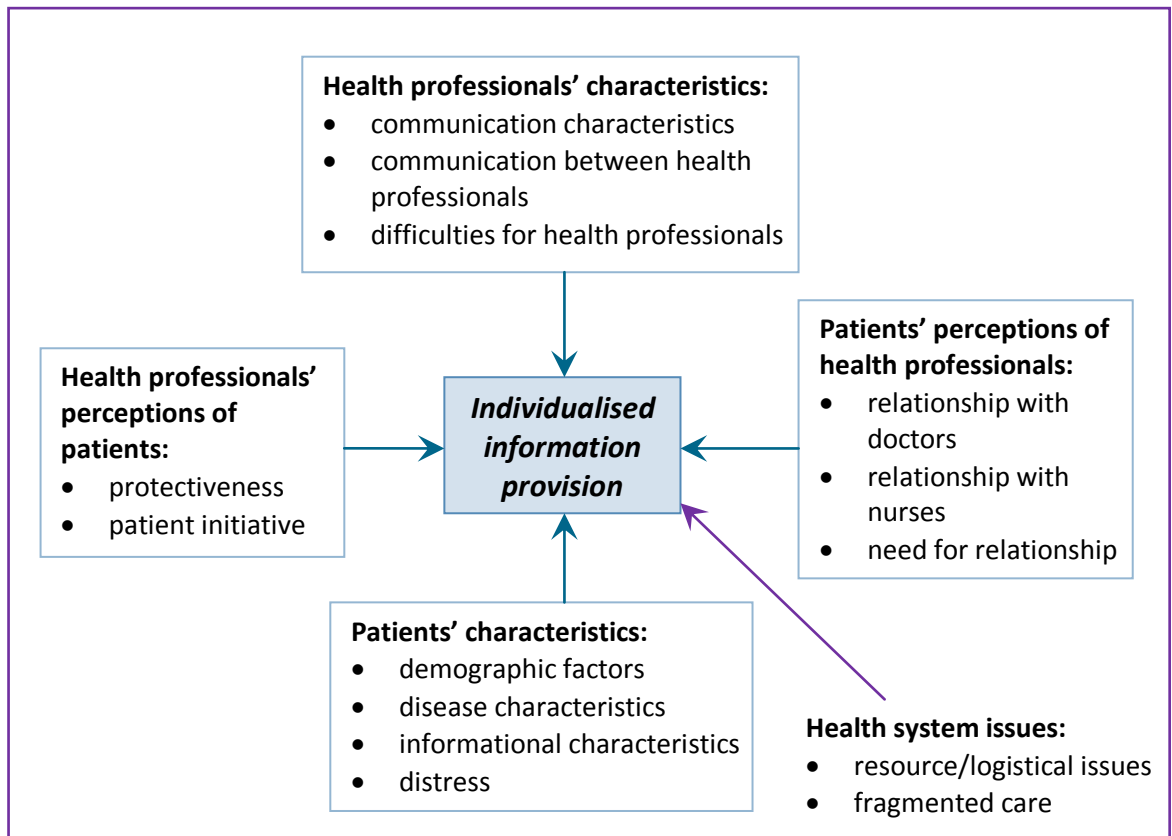 Health professionals’ characteristics:
• communication characteristics
• communication between health
professionals
• difficulties for health professionals
Health professionals’
perceptions of
patients:
• protectiveness
• patient initiative
Individualised
information
provision
Patients’ perceptions of
health professionals:
• relationship with
doctors
• relationship with
nurses
• need for relationship
Patients’ characteristics:
• demographic factors
• disease characteristics
• informational characteristics
• distress
Health system issues:
• resource/logistical issues
• fragmented care